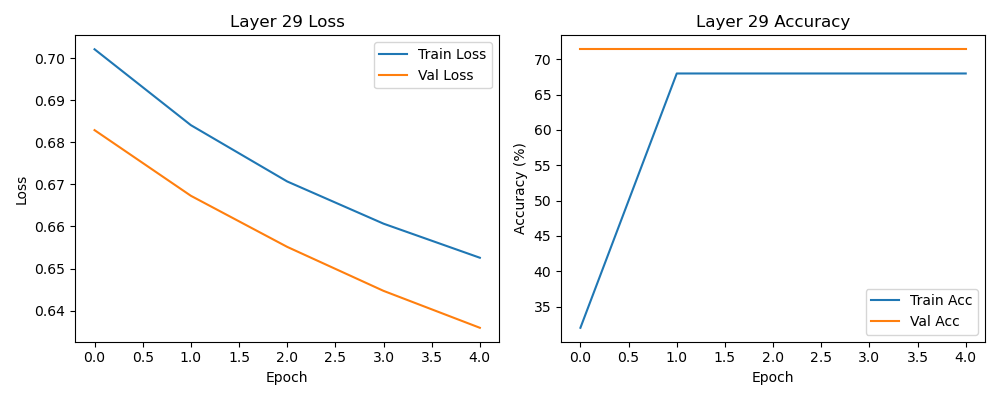 Layer 29 Loss
Train Loss
Val Loss
0.70
0.69
0.68
0.67
0.66
0.65
0.64
Loss
0.0 0.5 1.0 1.5 2.0 2.5 3.0 3.5 4.0
Epoch
Layer 29 Accuracy
70
65
60
55
50
45
40
35
Accuracy (%)
Train Acc
Val Acc
0.0 0.5 1.0 1.5 2.0 2.5 3.0 3.5 4.0
Epoch